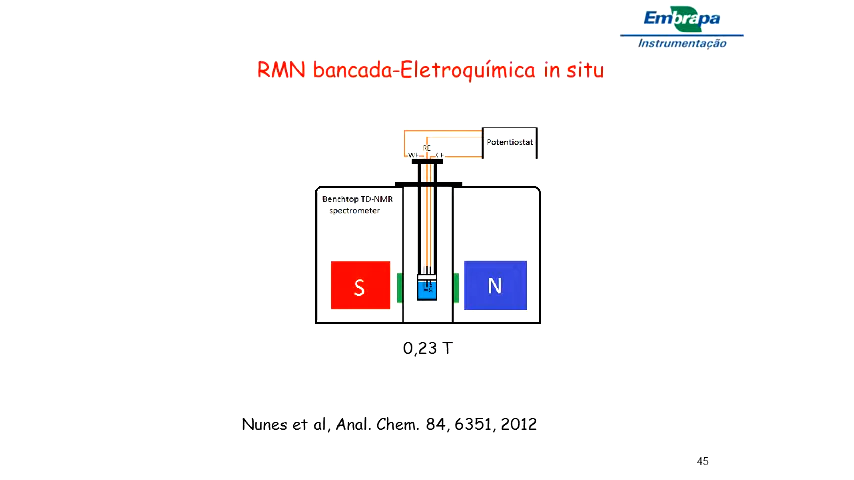 Embrapa
Instrumentação
RMN bancada-Eletroquímica in situ
Potentiostat
RE
Benchtop TD-NMR
spectrometer
S
N
0,23 T
Nunes et al, Anal. Chem. 84, 6351, 2012
45